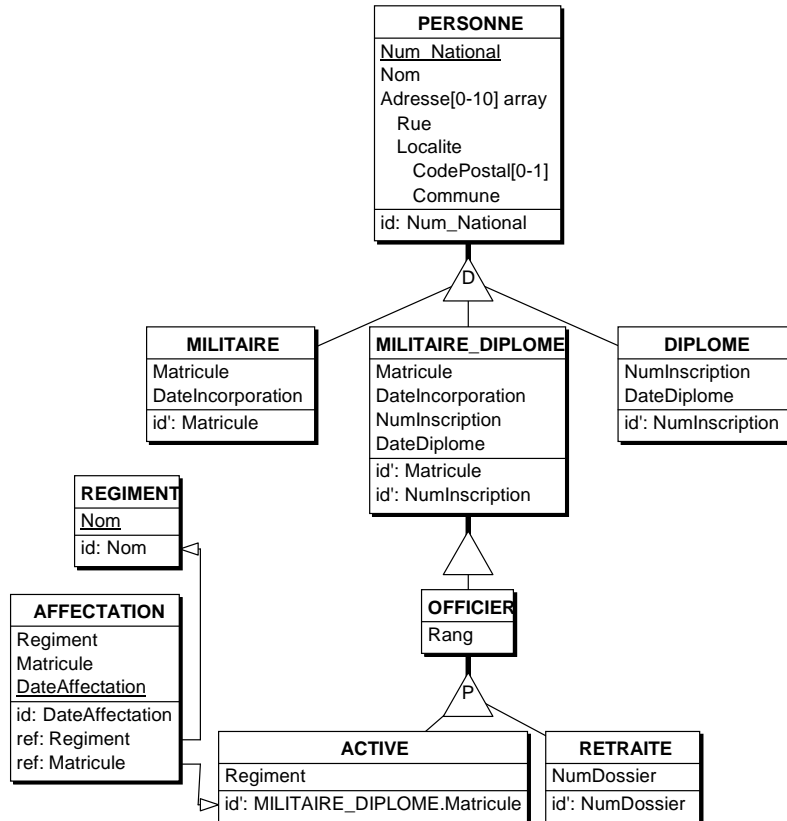 PERSONNE
Num_National
Nom
Adresse[0-10] array
Rue
Localite
CodePostal[0-1]
Commune
id: Num_National
D
MILITAIRE
Matricule
DateIncorporation
id': Matricule
MILITAIRE_DIPLOME
Matricule
DateIncorporation
NumInscription
DateDiplome
id': Matricule
id': NumInscription
DIPLOME
NumInscription
DateDiplome
id': NumInscription
REGIMENT
Nom
id: Nom
OFFICIER
Rang
AFFECTATION
Regiment
Matricule
DateAffectation
id: DateAffectation
ref: Regiment
ref: Matricule
P
ACTIVE
Regiment
id': MILITAIRE_DIPLOME.Matricule
RETRAITE
NumDossier
id': NumDossier